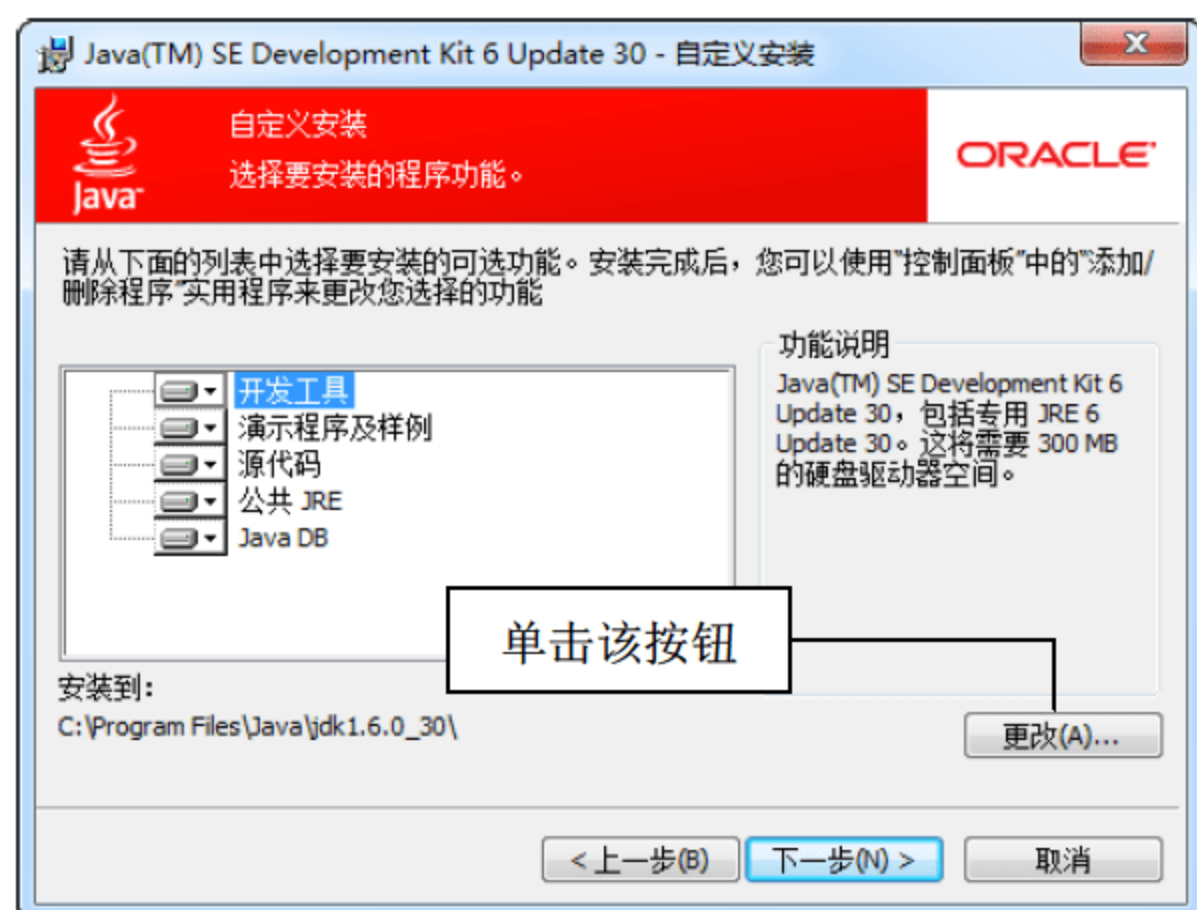 Java(TM) SE Development Kit 6 Update 30 - 自定义安装
X
Java
自定义安装
选择要安装的程序功能。
ORACLE
请从下面的列表中选择要安装的可选功能。安装完成后，您可以使用"控制面板"中的"添加/
删除程序"实用程序来更改您选择的功能
开发工具
演示程序及样例
源代码
公共 JRE
Java DB
功能说明
Java(TM) SE Development Kit 6
Update 30，包括专用 JRE 6
Update 30。这将需要 300 MB
的硬盘驱动器空间。
单击该按钮
安装到：
C:\Program Files\Java\jdk1.6.0_30\
更改(A)...
< 上一步(B)
下一步(N) >
取消